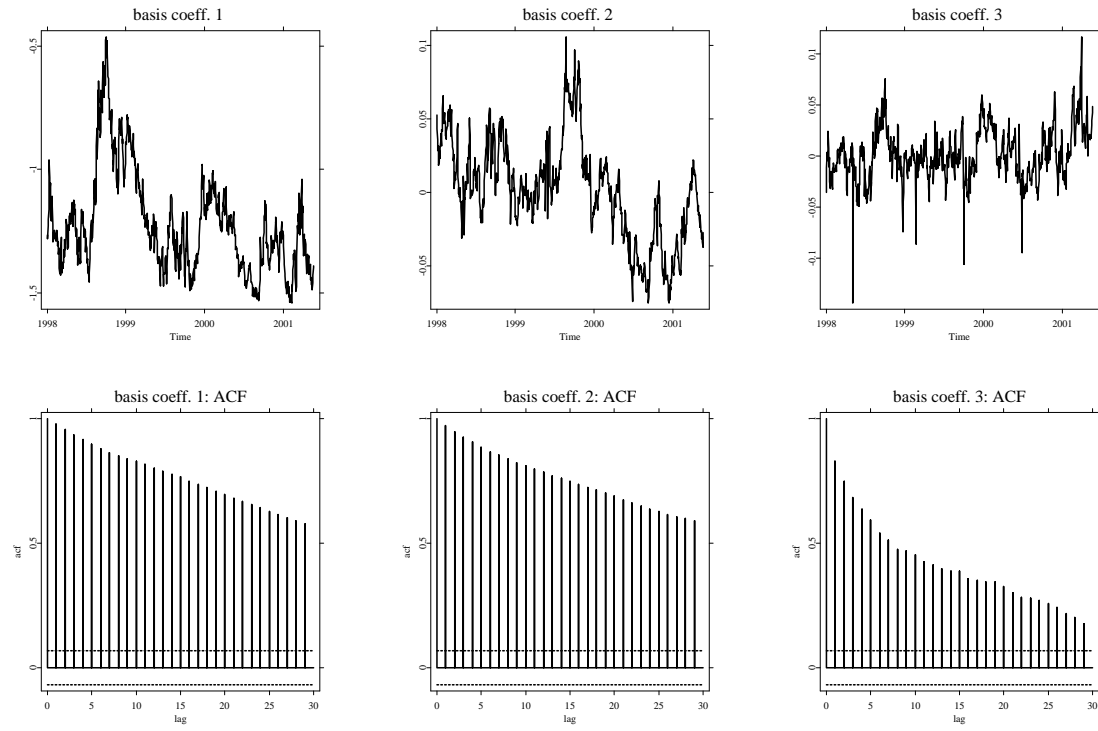 basis coeff. 1
-0.5
-1
-1.5
1998 1999 2000 2001
Time
basis coeff. 2
0.1
0.05
0
-0.05
1998 1999 2000 2001
Time
basis coeff. 3
0.1
0.05
0
-0.05
-0.1
1998 1999 2000 2001
Time
basis coeff. 1: ACF
1
0.5
0
acf
0 5 10 15 20 25 30
lag
basis coeff. 2: ACF
1
0.5
0
acf
0 5 10 15 20 25 30
lag
basis coeff. 3: ACF
1
0.5
0
acf
0 5 10 15 20 25 30
lag